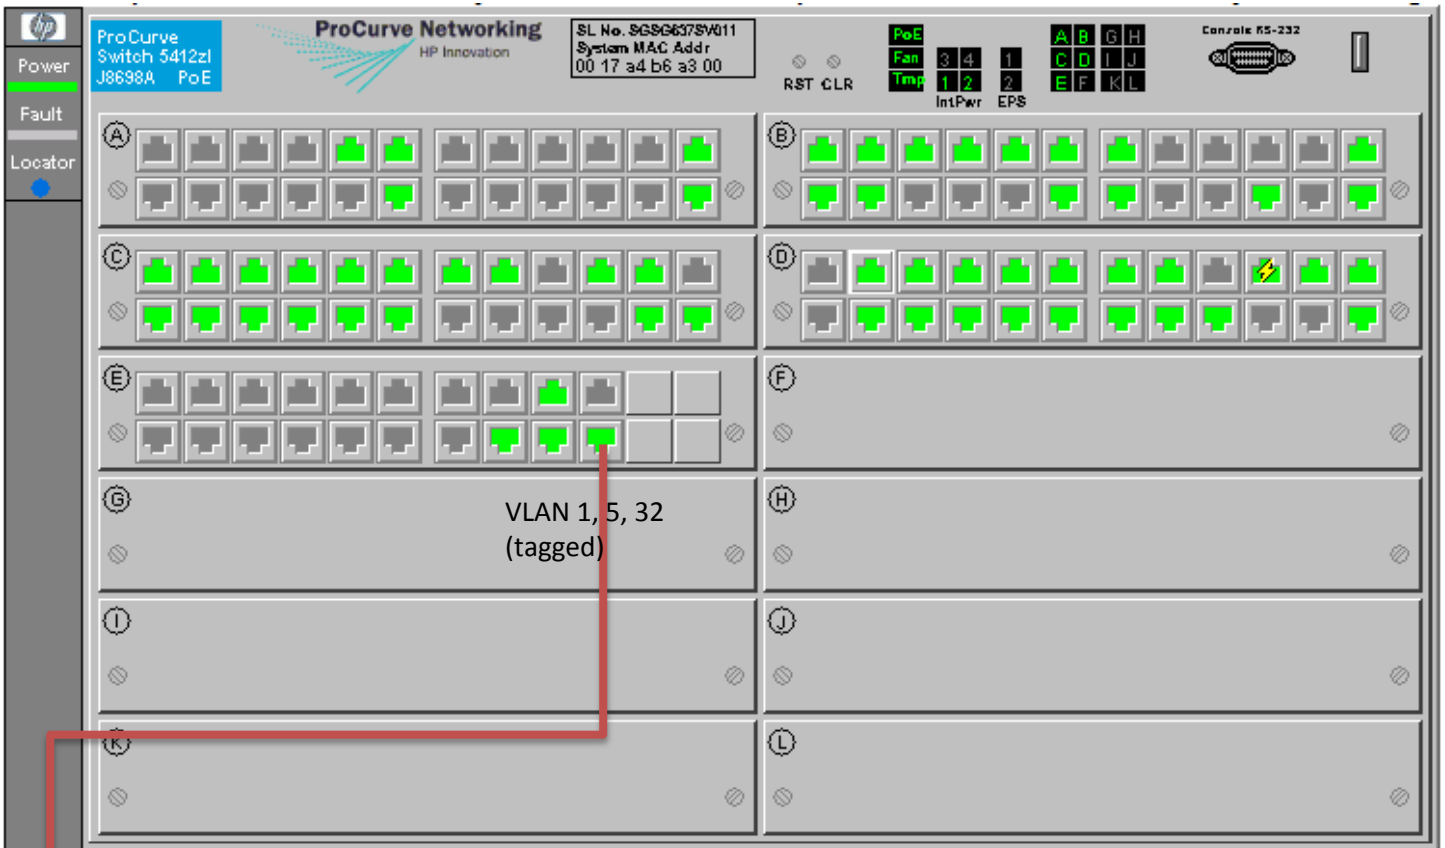 hp
Power
Fault
Locator
ProCurve
Switch 5412zl
J8698A PoE
ProCurve Networking
HP Innovation
SL No. SGSG637SV011
System MAC Addr
00 17 a4 b6 a3 00
RST CLR
PoE
Fan
Tmp
3 4
1 2
IntPwr
1
2
EPS
A B G H
C D I J
E F K L
Console RS-232
A
B
C
D
E
F
G
VLAN 1, 5, 32
(tagged)
H
I
J
K
L